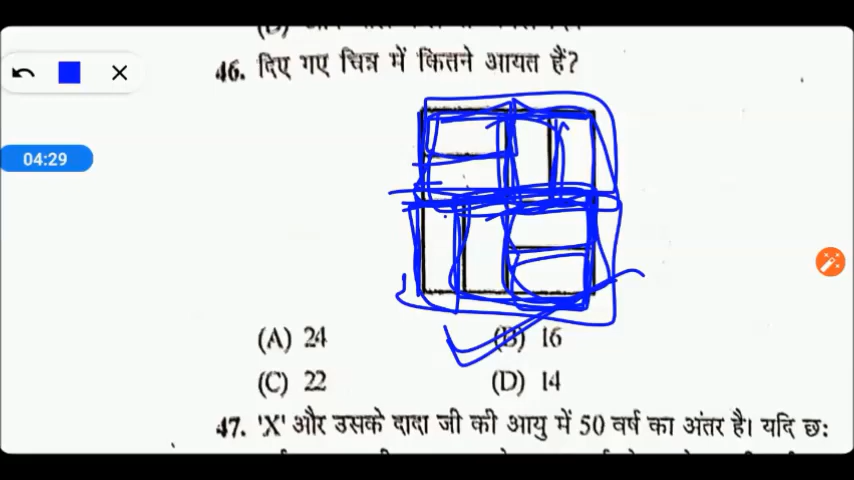 46. दिए गए चित्र में कितने आयत हैं?
04:29
(A) 24 (B) 16
(C) 22 (D) 14
47. 'X' और उसके दादा जी की आयु में 50 वर्ष का अंतर है। यदि छः